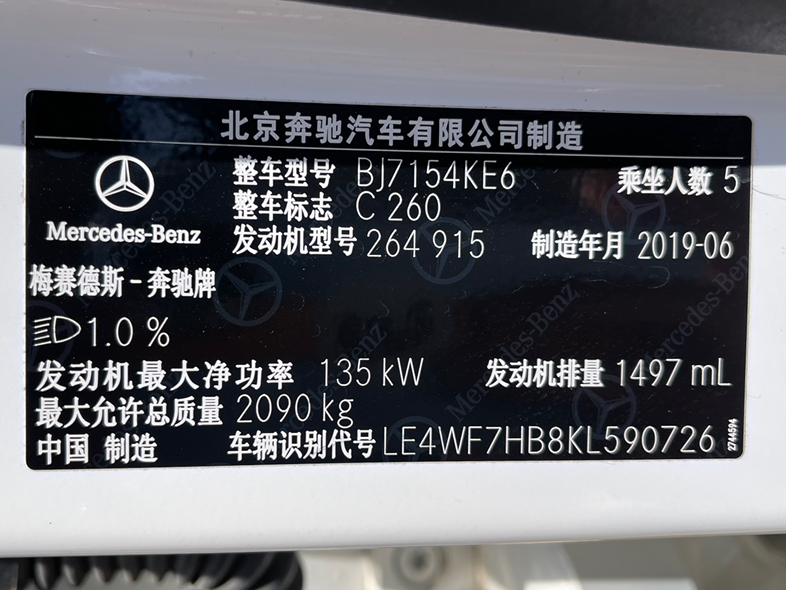 北京奔驰汽车有限公司制造
整车型号 BJ7154KE6 乘坐人数 5
整车标志 C 260
Mercedes-Benz
发动机型号 264 915 制造年月 2019-06
梅赛德斯-奔驰牌
1.0 %
发动机最大净功率 135 kW 发动机排量 1497 mL
最大允许总质量 2090 kg
中国 制造 车辆识别代号 LE4WF7HB8KL590726
2744594